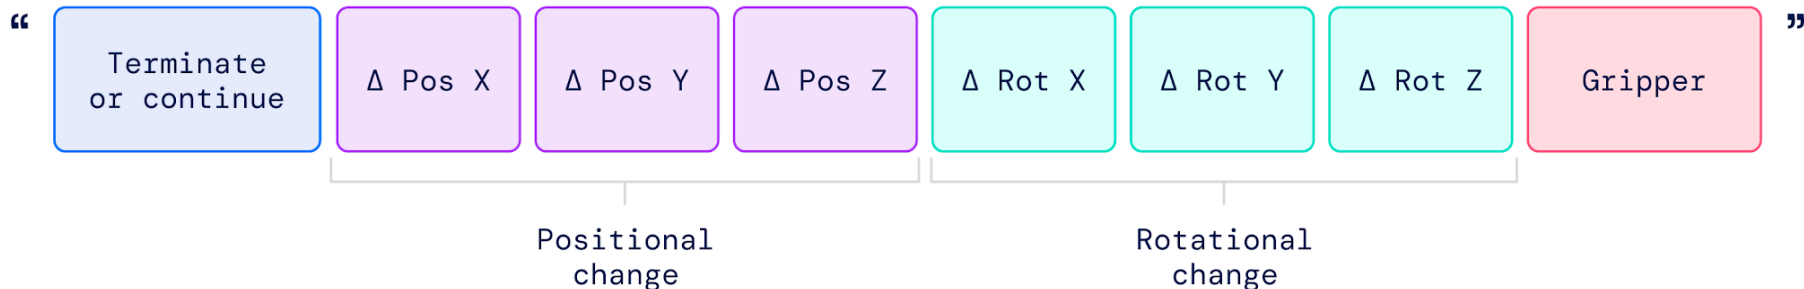 “
Terminate
or continue
Δ Pos X
Δ Pos Y
Δ Pos Z
Δ Rot X
Δ Rot Y
Δ Rot Z
Gripper
”
Positional
change
Rotational
change